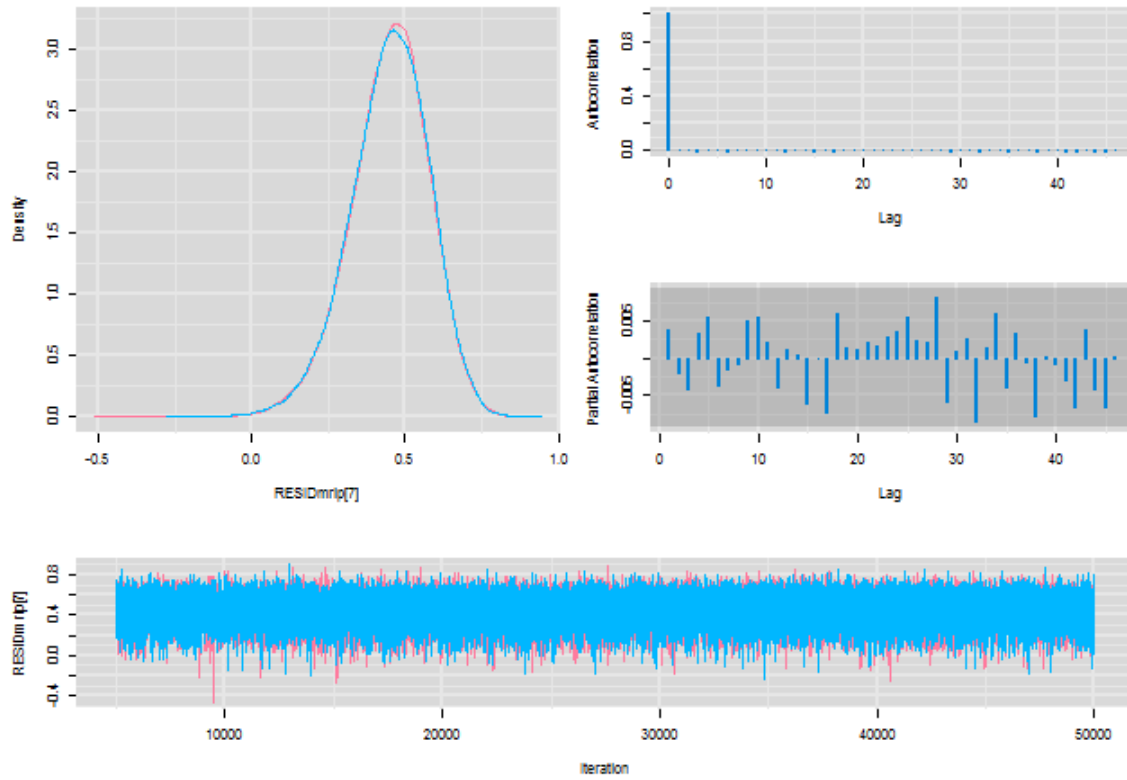 Density
3.0
2.5
2.0
1.5
1.0
0.5
0.0
-0.5 0.0 0.5 1.0
RESIDmrip[7]
Autocorrelation
0.8
0.4
0.0
0 10 20 30 40
Lag
Partial Autocorrelation
0.005
-0.005
0 10 20 30 40
Lag
RESIDmrip[7]
0.8
0.4
0.0
-0.4
10000 20000 30000 40000 50000
Iteration